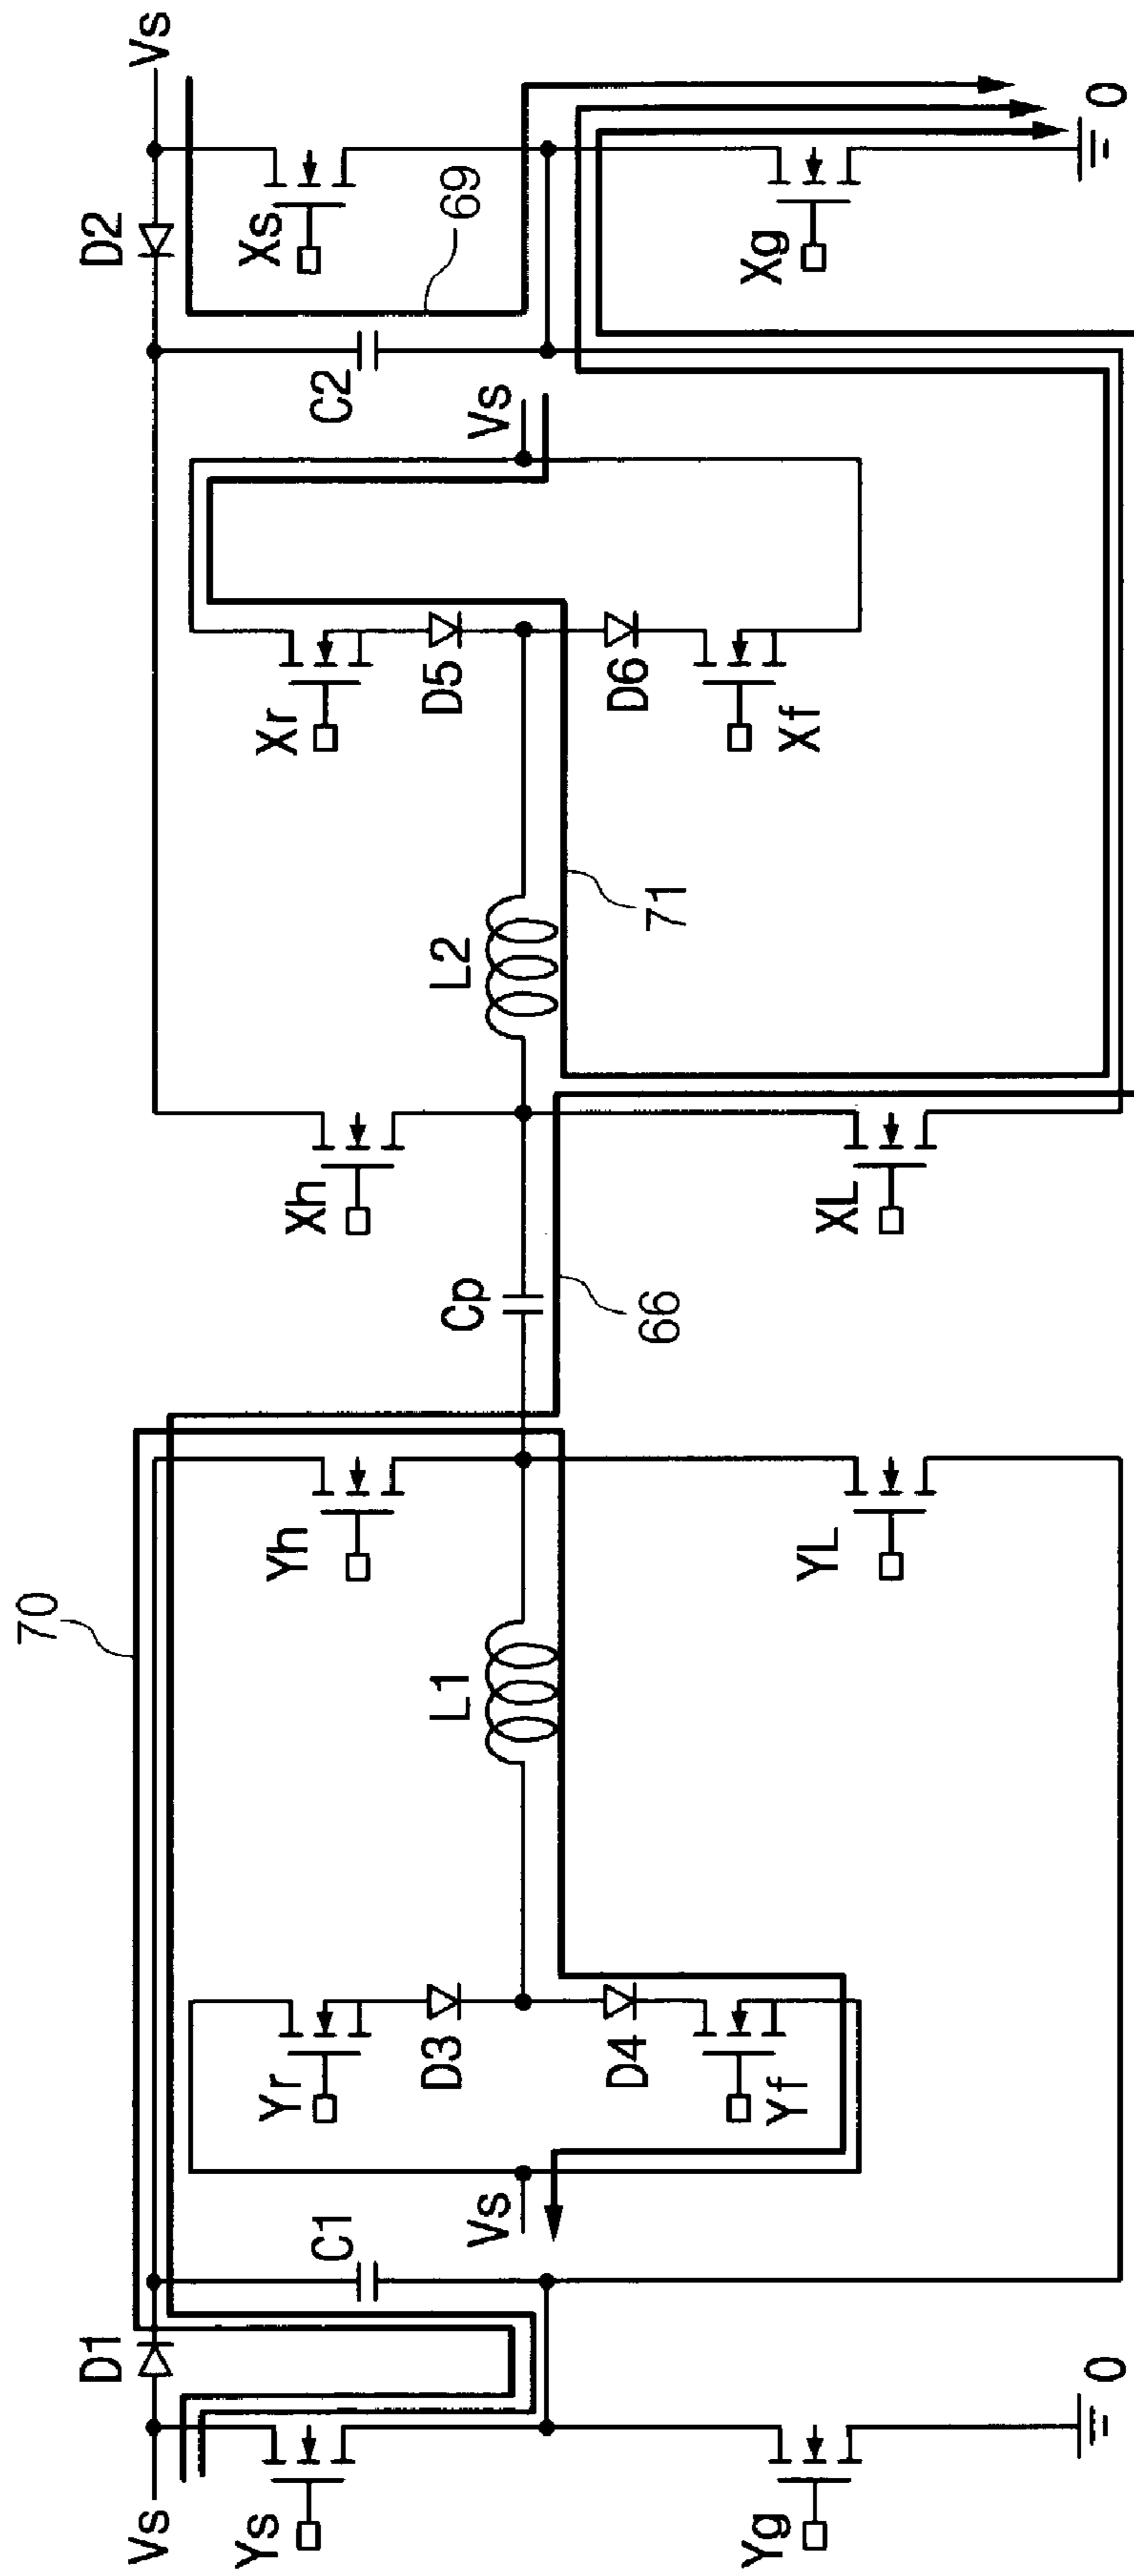 70
Vs
D1
D2
Vs
Ys
C1
Yr
D3
Yh
Xh
Xr
D5
C2
Xs
69
Vs
L1
Cp
L2
Vs
D4
Yf
66
71
D6
Xf
Yg
YL
XL
Xg
0
0